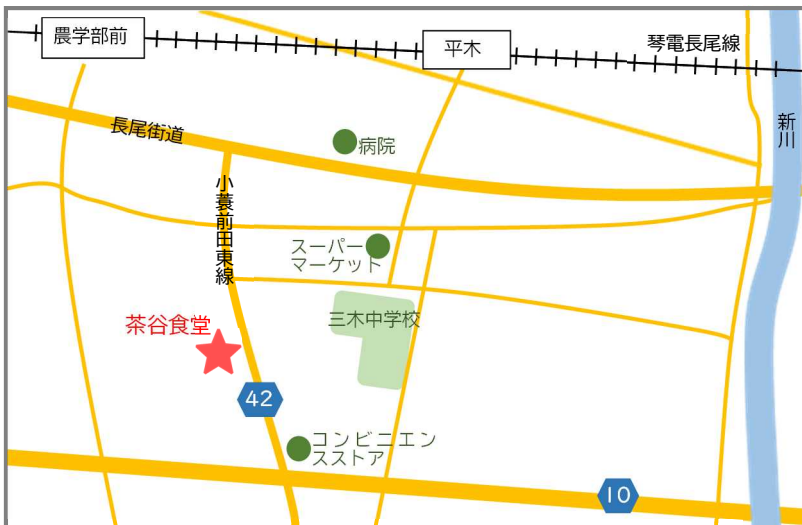 農学部前
平木
琴電長尾線
新川
長尾街道
病院
小蓑前田東線
スーパー
マーケット
三木中学校
茶谷食堂
42
コンビニエン
スストア
10